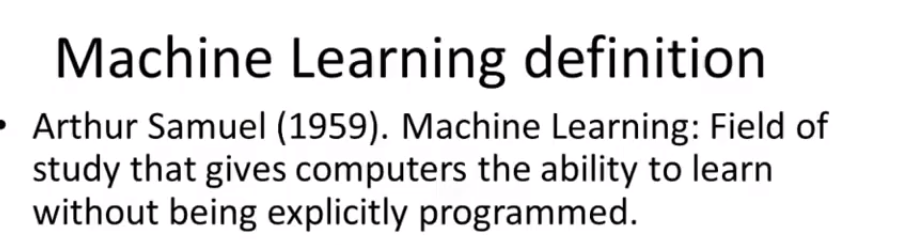 Machine Learning definition
• Arthur Samuel (1959). Machine Learning: Field of
study that gives computers the ability to learn
without being explicitly programmed.